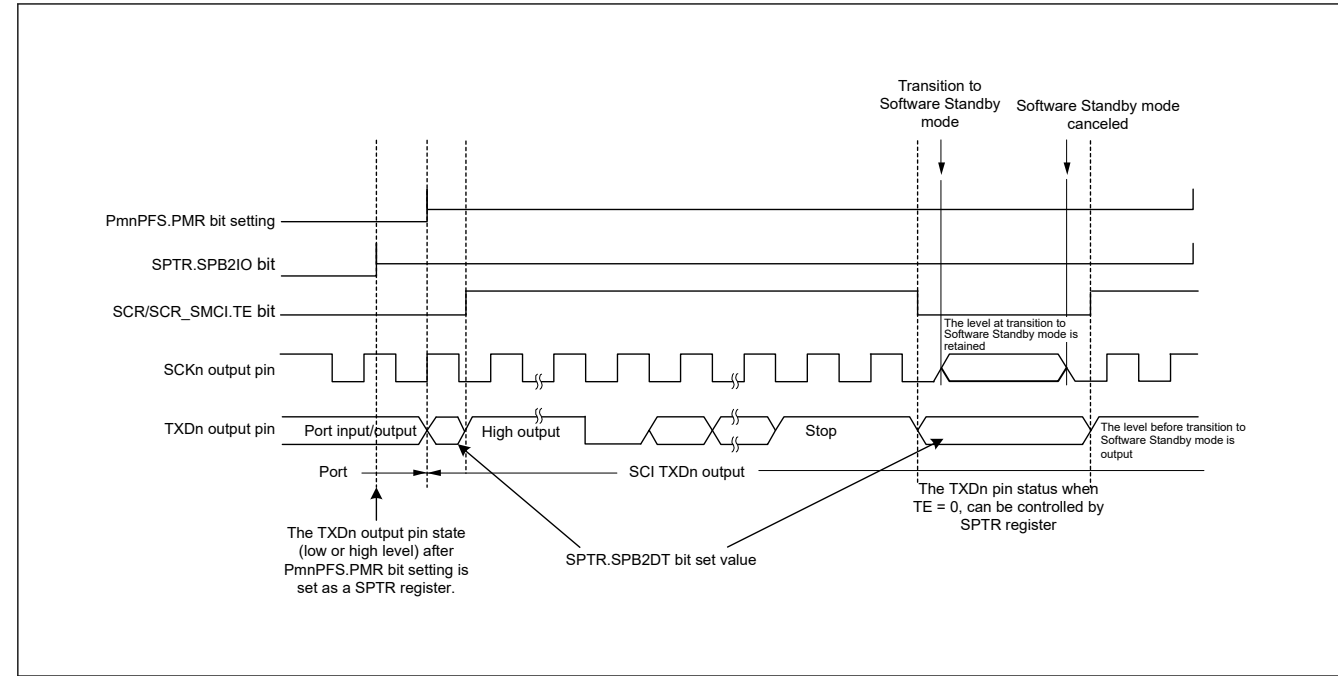 Transition to
Software Standby
mode
Software Standby mode
canceled
PmnPFS.PMR bit setting
SPTR.SPB2IO bit
SCR/SCR_SMCI.TE bit
The level at transition to
Software Standby mode is
retained
SCKn output pin
TXDn output pin
Port input/output
High output
Stop
The level before transition to
Software Standby mode is
output
Port
SCI TXDn output
The TXDn pin status when
TE = 0, can be controlled by
SPTR register
The TXDn output pin state
(low or high level) after
PmnPFS.PMR bit setting is
set as a SPTR register.
SPTR.SPB2DT bit set value